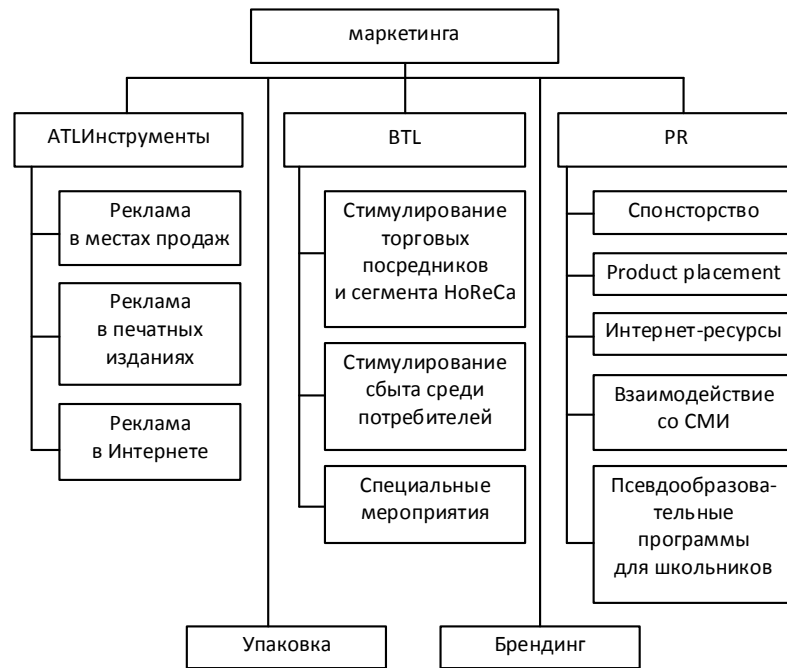 маркетинга
ATLИнструменты
BTL
PR
Реклама
в местах продаж
Реклама
в печатных
изданиях
Реклама
в Интернете
Стимулирование
торговых
посредников
и сегмента HoReCa
Стимулирование
сбыта среди
потребителей
Специальные
мероприятия
Спонсторство
Product placement
Интернет-ресурсы
Взаимодействие
со СМИ
Псевдообразова-
тельные
программы
для школьников
Упаковка
Брендинг